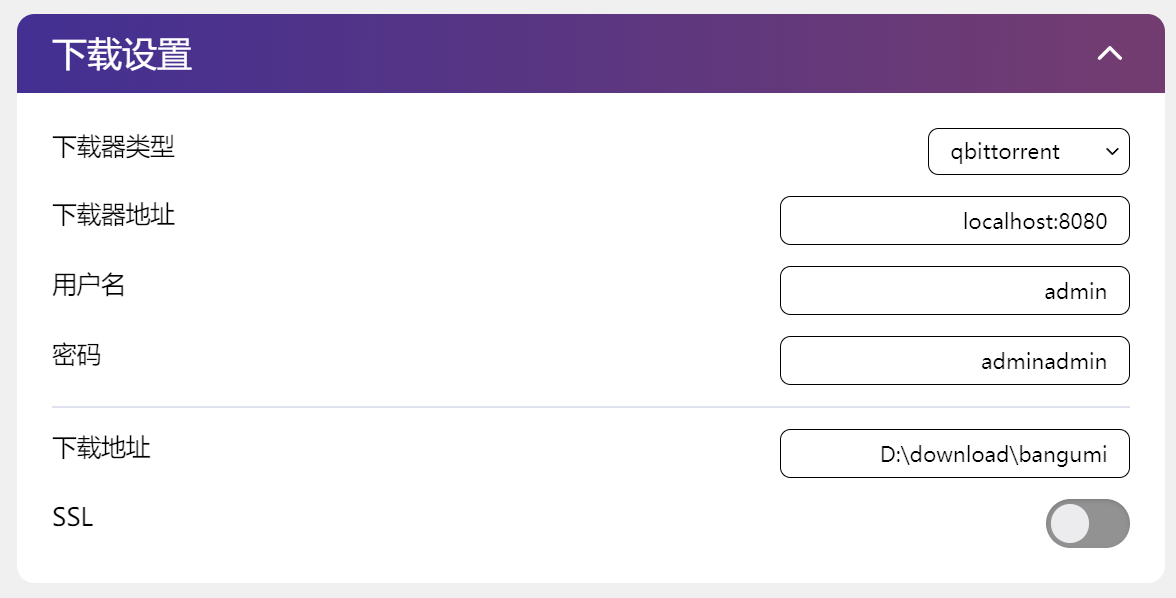 下载设置
下载器类型
qbittorrent
下载器地址
localhost:8080
用户名
admin
密码
adminadmin
下载地址
D:\download\bangumi
SSL